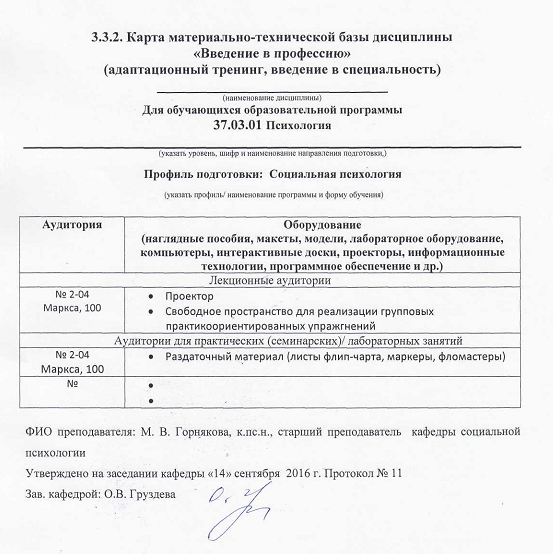 3.3.2. Карта материально-технической базы дисциплины
«Введение в профессию»
(адаптационный тренинг, введение в специальность)
(наименование дисциплины)
Для обучающихся образовательной программы
37.03.01 Психология
(указать уровень, шифр и наименование направления подготовки,)
Профиль подготовки: Социальная психология
(указать профиль/ наименование программы и форму обучения)
Аудитория
Оборудование
(наглядные пособия, макеты, модели, лабораторное оборудование,
компьютеры, интерактивные доски, проекторы, информационные
технологии, программное обеспечение и др.)
Лекционные аудитории
№ 2-04
Маркса, 100
• Проектор
• Свободное пространство для реализации групповых
практикоориентированных упражгнений
Аудитории для практических (семинарских)/ лабораторных занятий
№ 2-04
Маркса, 100
• Раздаточный материал (листы флип-чарта, маркеры, фломастеры)
№
•
•
ФИО преподавателя: М. В. Горнякова, к.пс.н., старший преподаватель кафедры социальной
психологии
Утверждено на заседании кафедры «14» сентября 2016 г. Протокол № 11
Зав. кафедрой: О.В. Груздева